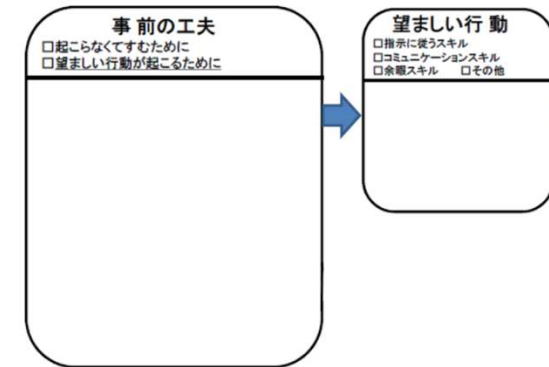 事前の工夫
□起こらなくてすむために
□望ましい行動が起こるために
望ましい行動
□指示に従うスキル
□コミュニケーションスキル
□余暇スキル □その他